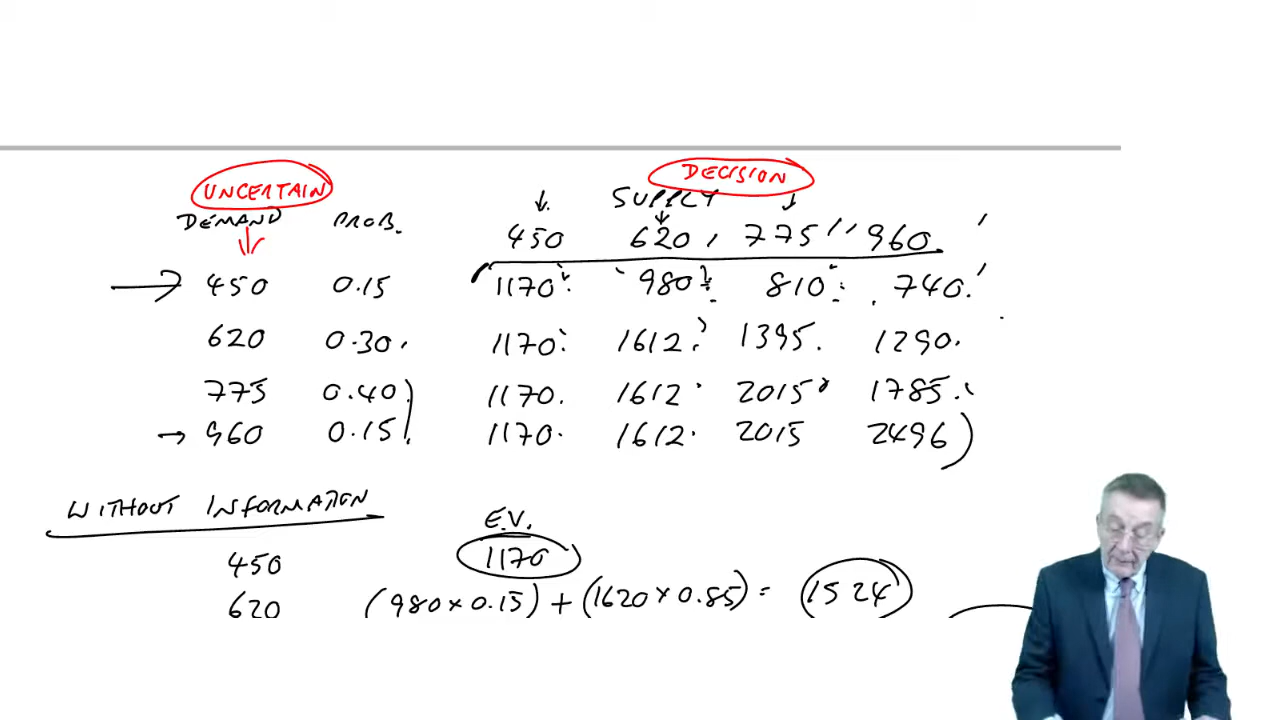 UNCERTAIN DECISION
DEMAND PROB. SUPPLY
450 620 775 960
450 0.15 1170 980 810 740
620 0.30 1170 1612 1395 1290
775 0.40 1170 1612 2015 1785
960 0.15 1170 1612 2015 2496
WITHOUT INFORMATION
E.V.
450 1170
620 (980 x 0.15) + (1620 x 0.85) = 1524